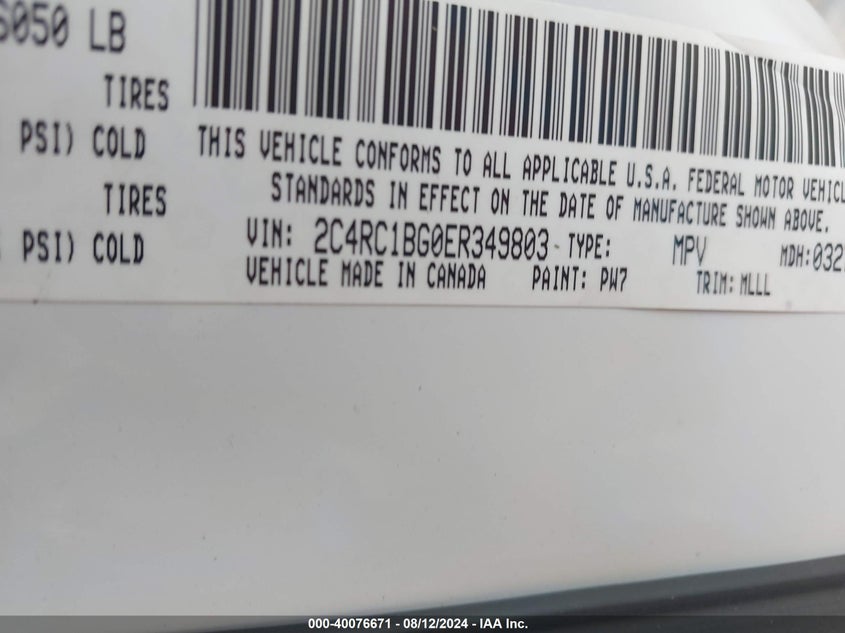 6050 LB
TIRES
PSI) COLD
TIRES
PSI) COLD
THIS VEHICLE CONFORMS TO ALL APPLICABLE U.S.A. FEDERAL MOTOR
STANDARDS IN EFFECT ON THE DATE OF MANUFACTURE SHOWN ABOVE.
VIN: 2C4RC1BG0ER349803 TYPE: MPV MDH:032
VEHICLE MADE IN CANADA PAINT: PW7 TRIM: MLLL
000-40076671 - 08/12/2024 - IAA Inc.